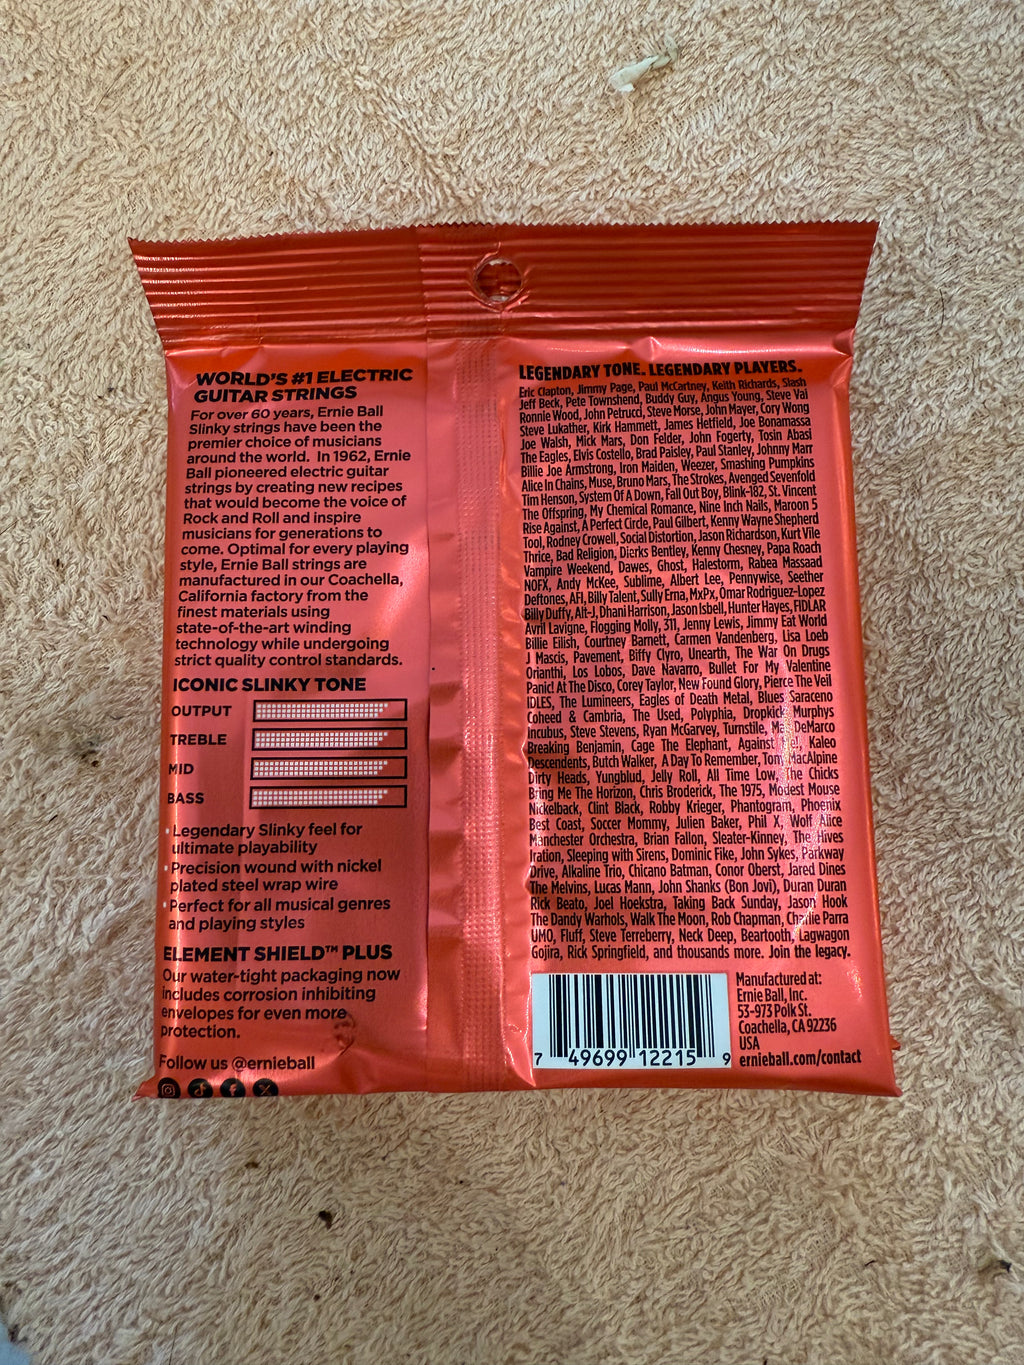 WORLD'S #1 ELECTRIC
GUITAR STRINGS
For over 60 years, Ernie Ball
Slinky strings have been the
premier choice of musicians
around the world. In 1962, Ernie
Ball pioneered electric guitar
strings by creating new recipes
that would become the voice of
Rock and Roll and inspire
musicians for generations to
come. Optimal for every playing
style, Ernie Ball strings are
manufactured in our Coachella,
California factory from the
finest materials using
state-of-the-art winding
technology while undergoing
strict quality control standards.
ICONIC SLINKY TONE
OUTPUT
TREBLE
MID
BASS
• Legendary Slinky feel for
ultimate playability
• Precision wound with nickel
plated steel wrap wire
• Perfect for all musical genres
and playing styles
ELEMENT SHIELD™ PLUS
Our water-tight packaging now
includes corrosion inhibiting
envelopes for even more
protection.
Follow us @ernieball
LEGENDARY TONE. LEGENDARY PLAYERS.
Eric Clapton, Jimmy Page, Paul McCartney, Keith Richards, Slash
Jeff Beck, Pete Townshend, Buddy Guy, Angus Young, Steve Vai
Ronnie Wood, John Petrucci, Steve Morse, John Mayer, Cory Wong
Steve Lukather, Kirk Hammett, James Hetfield, Joe Bonamassa
Joe Walsh, Mick Mars, Don Felder, John Fogerty, Tosin Abasi
The Eagles, Elvis Costello, Brad Paisley, Paul Stanley, Johnny Marr
Billie Joe Armstrong, Iron Maiden, Weezer, Smashing Pumpkins
Alice In Chains, Muse, Bruno Mars, The Strokes, Avenged Sevenfold
Tim Henson, System Of A Down, Fall Out Boy, Blink-182, St. Vincent
The Offspring, My Chemical Romance, Nine Inch Nails, Maroon 5
Rise Against, A Perfect Circle, Paul Gilbert, Kenny Wayne Shepherd
Tool, Rodney Crowell, Social Distortion, Jason Richardson, Kurt Vile
Thrice, Bad Religion, Dierks Bentley, Kenny Chesney, Papa Roach
Vampire Weekend, Dawes, Ghost, Halestorm, Rabea Massaad
NOFX, Andy McKee, Sublime, Albert Lee, Pennywise, Seether
Deftones, AFI, Billy Talent, Sully Erna, MxPx, Omar Rodriguez-Lopez
Billy Duffy, Alt-J, Dhani Harrison, Jason Isbell, Hunter Hayes, FIDLAR
Avril Lavigne, Flogging Molly, 311, Jenny Lewis, Jimmy Eat World
Billie Eilish, Courtney Barnett, Carmen Vandenberg, Lisa Loeb
J Mascis, Pavement, Biffy Clyro, Unearth, The War On Drugs
Orianthi, Los Lobos, Dave Navarro, Bullet For My Valentine
Panic! At The Disco, Corey Taylor, New Found Glory, Pierce The Veil
IDLES, The Lumineers, Eagles of Death Metal, Blues Saraceno
Coheed & Cambria, The Used, Polyphia, Dropkick Murphys
Incubus, Steve Stevens, Ryan McGarvey, Turnstile, Mac DeMarco
Breaking Benjamin, Cage The Elephant, Against Me!, Kaleo
Descendents, Butch Walker, A Day To Remember, Tony MacAlpine
Dirty Heads, Yungblud, Jelly Roll, All Time Low, The Chicks
Bring Me The Horizon, Chris Broderick, The 1975, Modest Mouse
Nickelback, Clint Black, Robby Krieger, Phantogram, Phoenix
Best Coast, Soccer Mommy, Julien Baker, Phil X, Wolf Alice
Manchester Orchestra, Brian Fallon, Sleater-Kinney, The Hives
Iration, Sleeping with Sirens, Dominic Fike, John Sykes, Parkway
Drive, Alkaline Trio, Chicano Batman, Conor Oberst, Jared Dines
The Melvins, Lucas Mann, John Shanks (Bon Jovi), Duran Duran
Rick Beato, Joel Hoekstra, Taking Back Sunday, Jason Hook
The Dandy Warhols, Walk The Moon, Rob Chapman, Charlie Parra
UMO, Fluff, Steve Terreberry, Neck Deep, Beartooth, Lagwagon
Gojira, Rick Springfield, and thousands more. Join the legacy.
7 49699 12215 9
Manufactured at:
Ernie Ball, Inc.
53-973 Polk St.
Coachella, CA 92236
USA
ernieball.com/contact